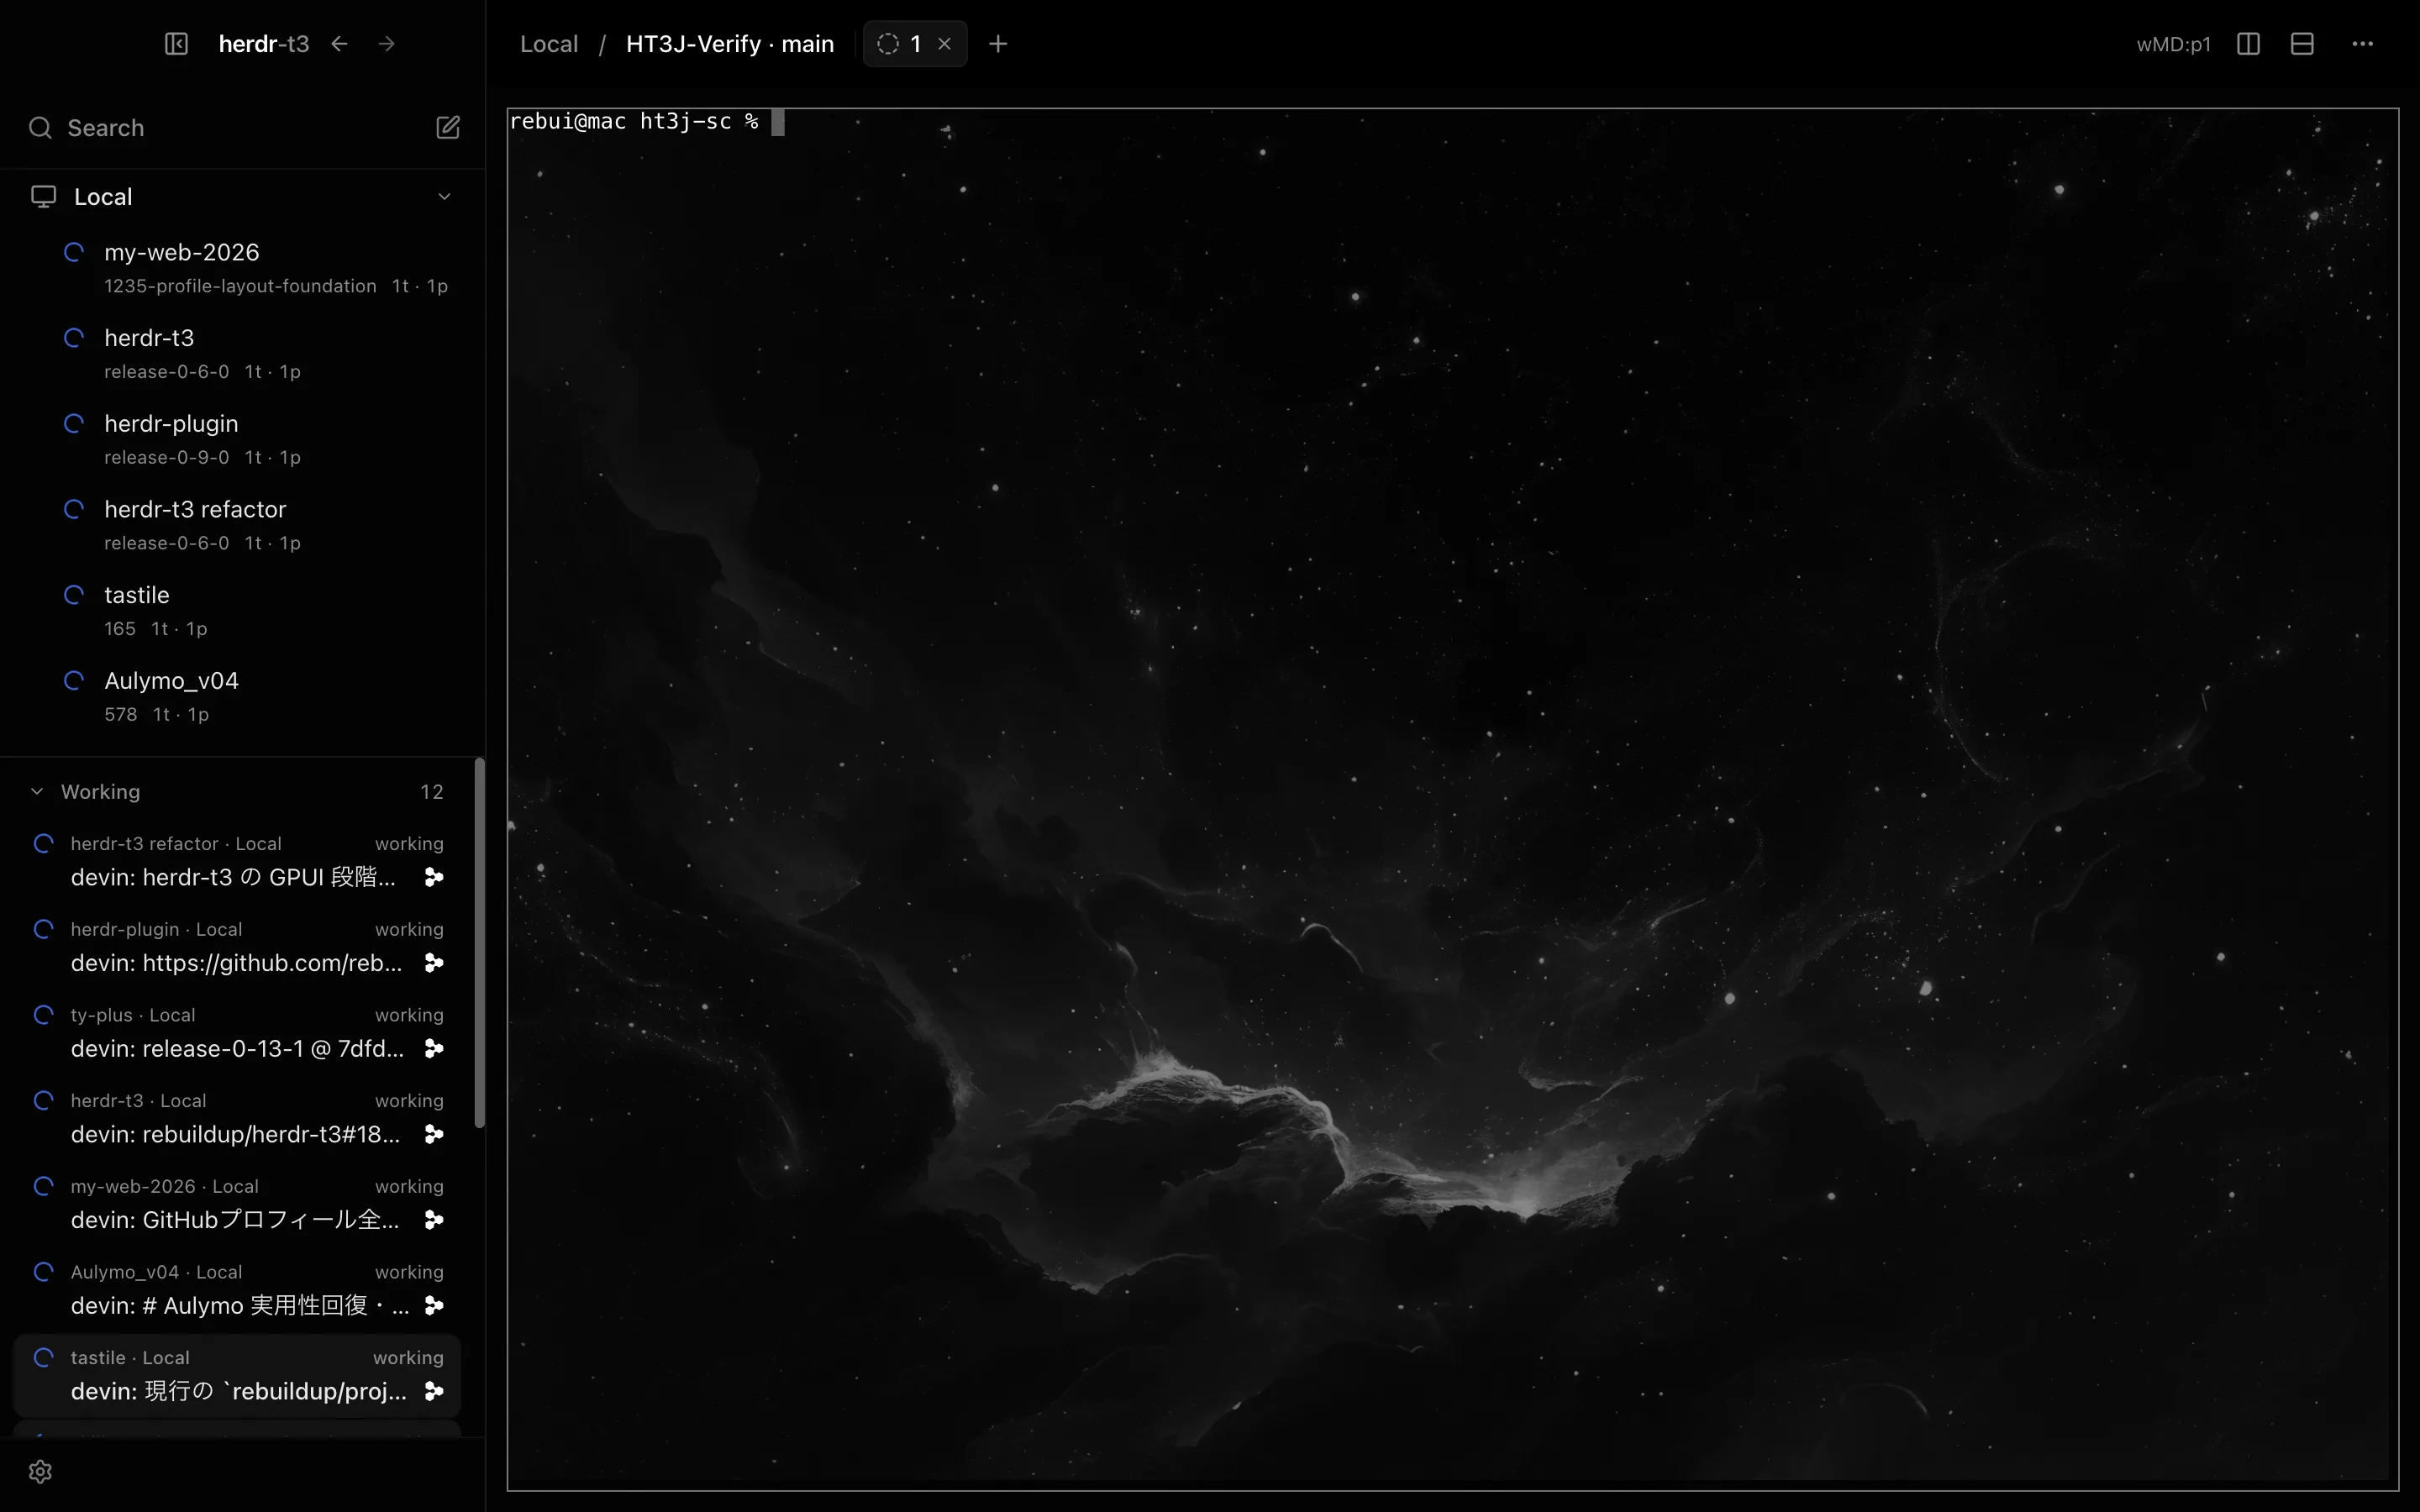 herdr-t3
Local / HT3J-Verify · main
1
wMD:p1
Search
Local
my-web-2026
1235-profile-layout-foundation 1t · 1p
herdr-t3
release-0-6-0 1t · 1p
herdr-plugin
release-0-9-0 1t · 1p
herdr-t3 refactor
release-0-6-0 1t · 1p
tastile
165 1t · 1p
Aulymo_v04
578 1t · 1p
Working 12
herdr-t3 refactor · Local working
devin: herdr-t3 の GPUI 段階...
herdr-plugin · Local working
devin: https://github.com/reb...
ty-plus · Local working
devin: release-0-13-1 @ 7dfd...
herdr-t3 · Local working
devin: rebuildup/herdr-t3#18...
my-web-2026 · Local working
devin: GitHubプロフィール全...
Aulymo_v04 · Local working
devin: # Aulymo 実用性回復・...
tastile · Local working
devin: 現行の `rebuildup/proj...
rebui@mac ht3j-sc %